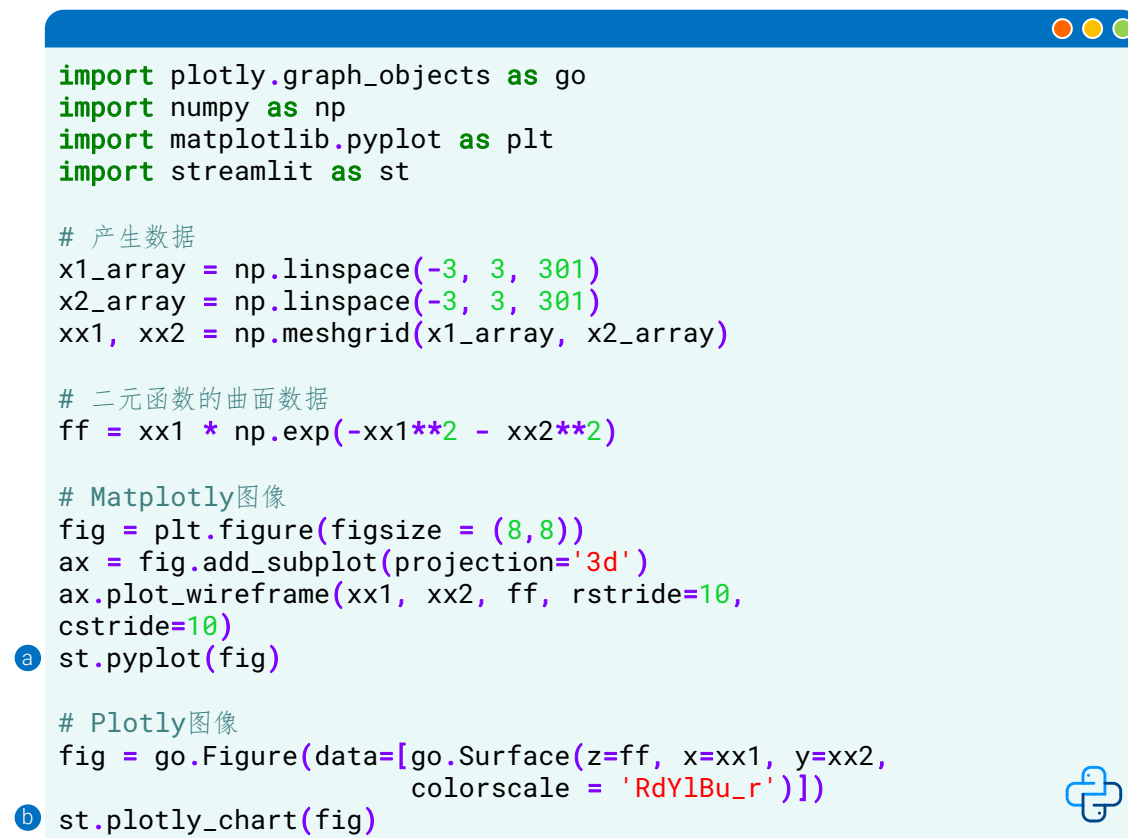 import plotly.graph_objects as go
import numpy as np
import matplotlib.pyplot as plt
import streamlit as st
# 产生数据
x1_array = np.linspace(-3, 3, 301)
x2_array = np.linspace(-3, 3, 301)
xx1, xx2 = np.meshgrid(x1_array, x2_array)
# 二元函数的曲面数据
ff = xx1 * np.exp(-xx1**2 - xx2**2)
# Matplotly图像
fig = plt.figure(figsize = (8,8))
ax = fig.add_subplot(projection='3d')
ax.plot_wireframe(xx1, xx2, ff, rstride=10,
cstride=10)
a st.pyplot(fig)
# Plotly图像
fig = go.Figure(data=[go.Surface(z=ff, x=xx1, y=xx2,
colorscale = 'RdYlBu_r')])
b st.plotly_chart(fig)